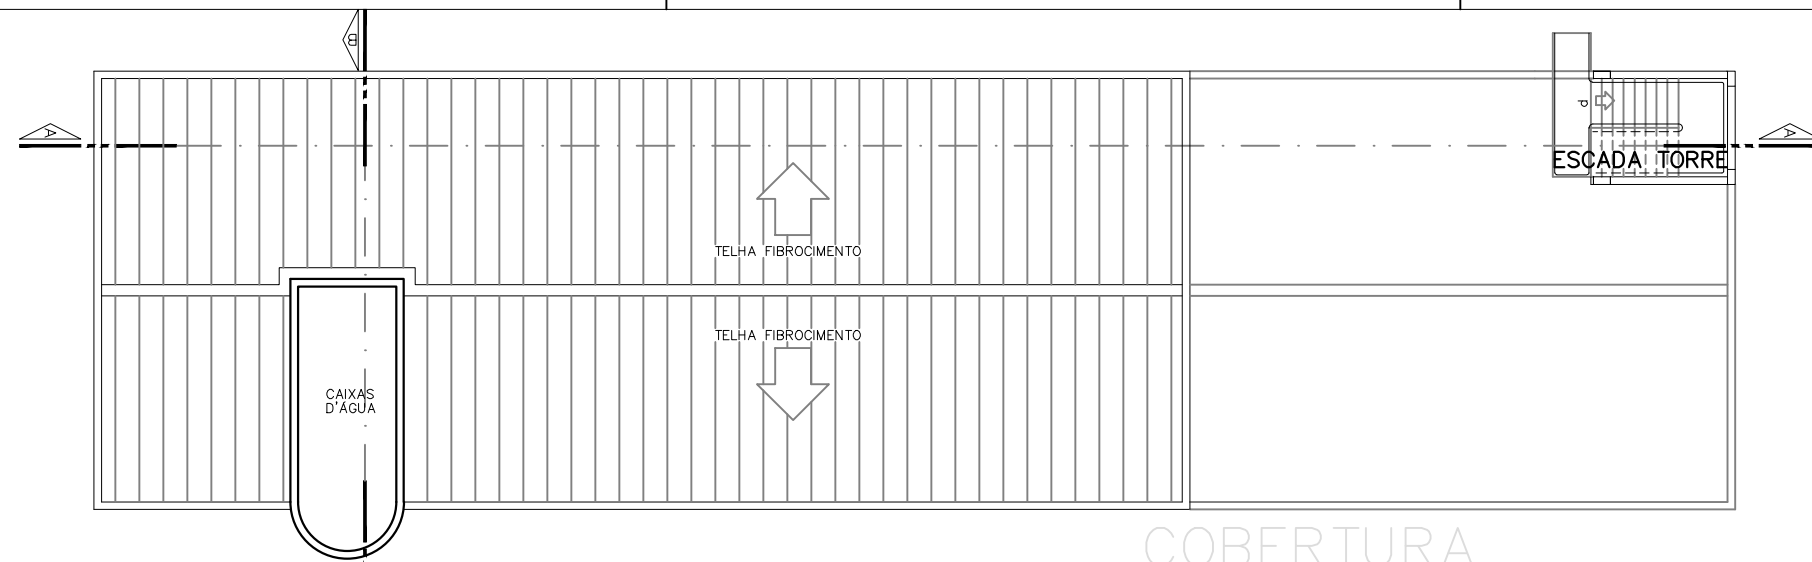 B
A
d
A
ESCADA TORRE
TELHA FIBROCIMENTO
TELHA FIBROCIMENTO
CAIXAS
D'ÁGUA
COBERTURA